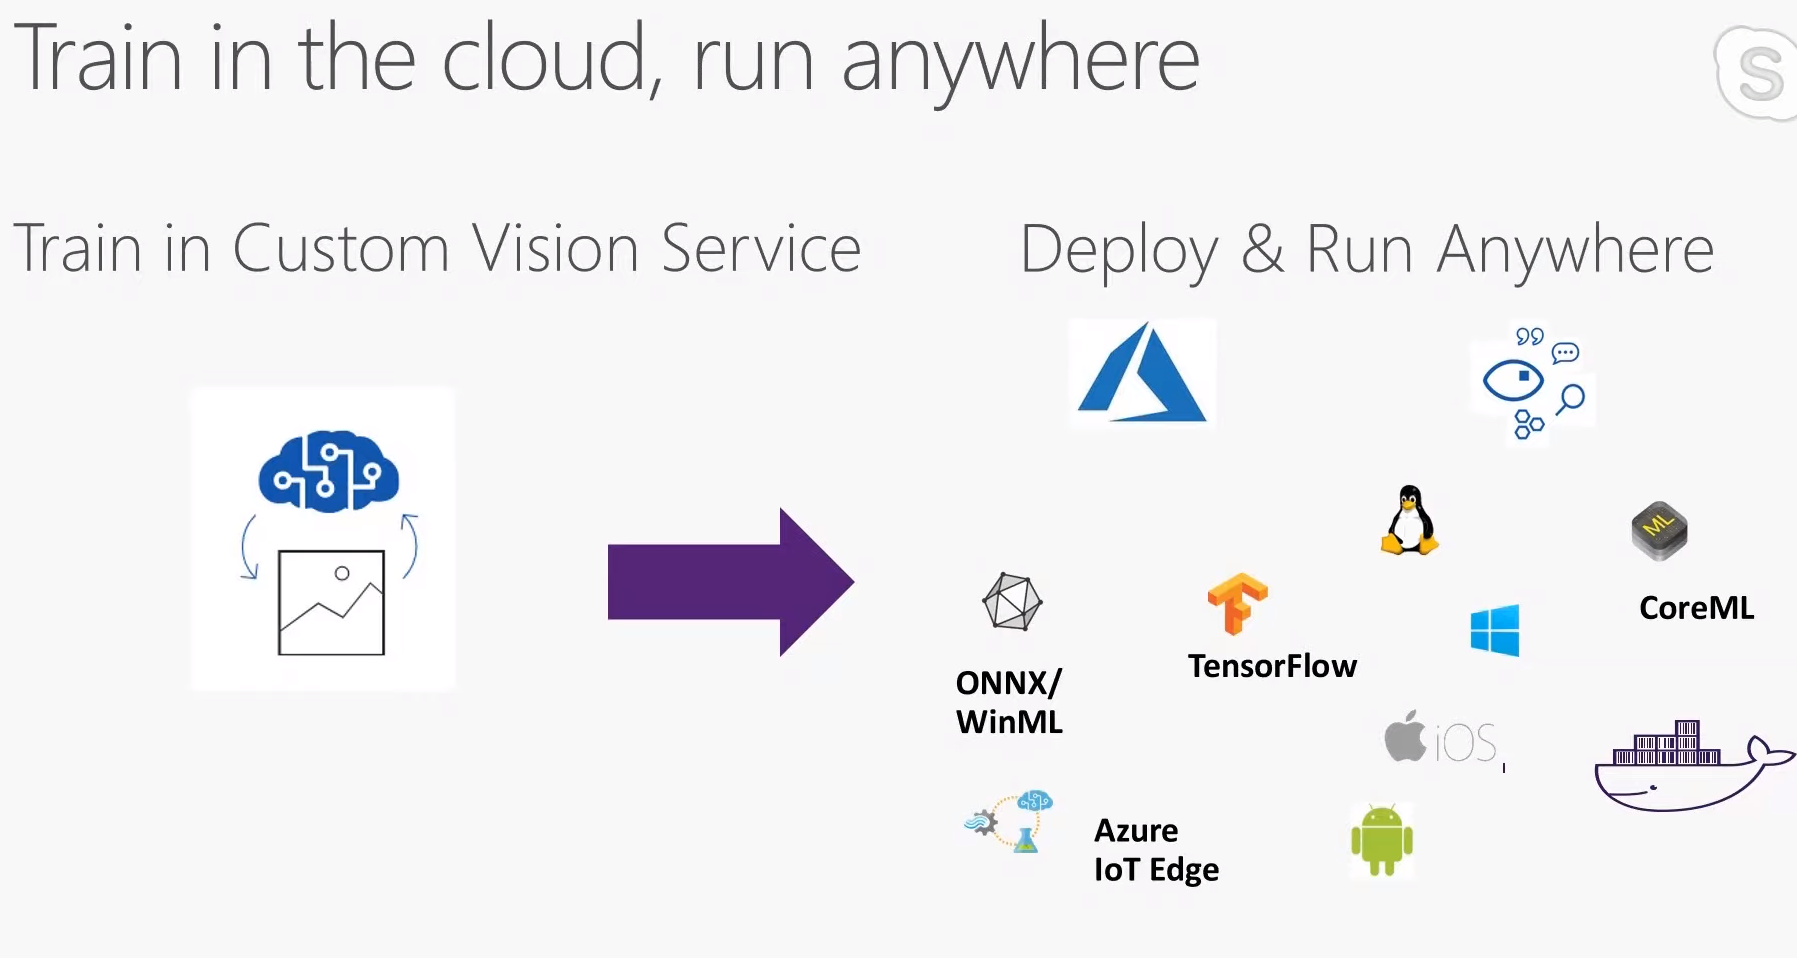 Train in the cloud, run anywhere
S
Train in Custom Vision Service
Deploy & Run Anywhere
ML
CoreML
TensorFlow
ONNX/
WinML
iOS
Azure
IoT Edge